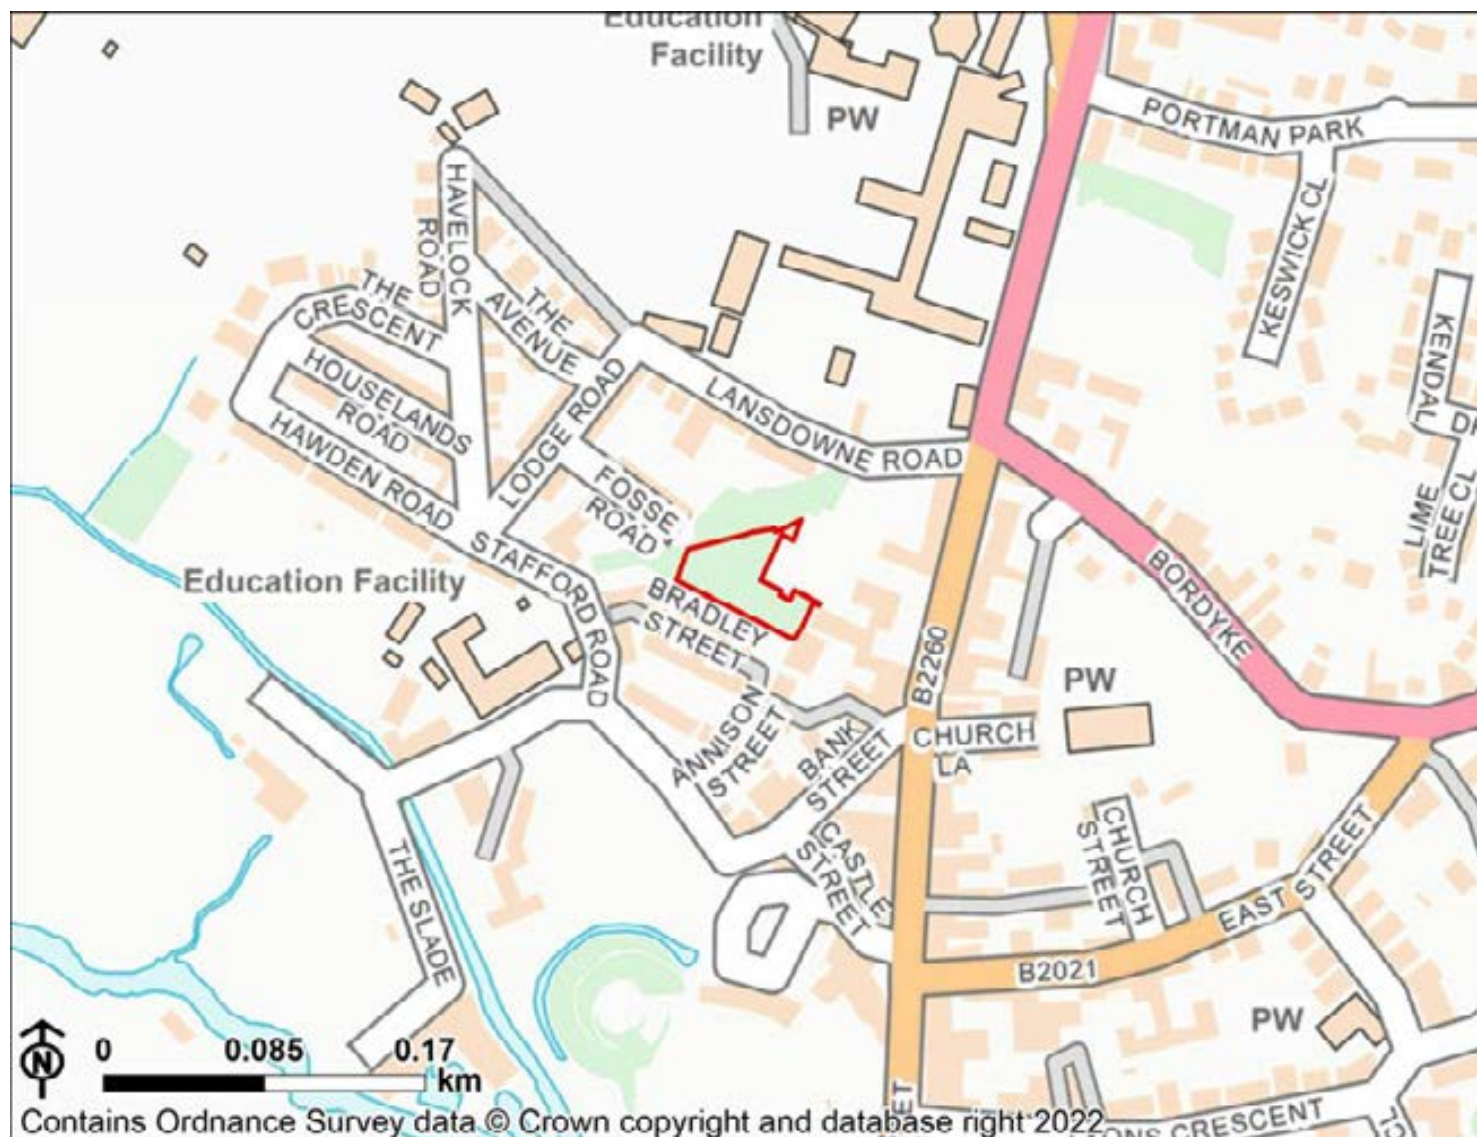 Education
Facility
PW
PORTMAN PARK
KESWICK CL
KENDAL
LIME
TREE CL
HAVELOCK
ROAD
THE
CRESCENT
THE
AVENUE
HOUSELANDS
ROAD
HAWDEN ROAD
LODGE ROAD
LANSDOWNE ROAD
FOSSE
ROAD
STAFFORD ROAD
Education Facility
BRADLEY
STREET
BORDYKE
B2260
PW
CHURCH
LA
ANNISON
STREET
BANK
STREET
CASTLE
STREET
CHURCH
STREET
EAST STREET
THE SLADE
B2021
PW
0 0.085 0.17
km
N
CRESCENT
Contains Ordnance Survey data © Crown copyright and database right 2022